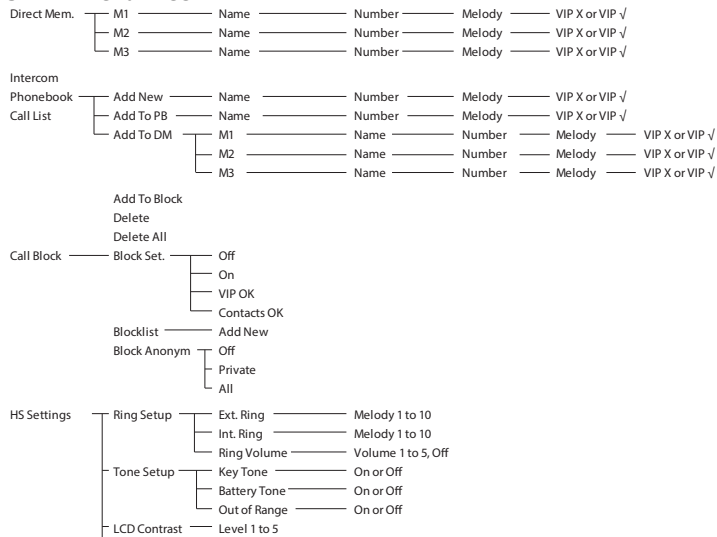 Direct Mem. M1 Name Number Melody VIP X or VIP √
M2 Name Number Melody VIP X or VIP √
M3 Name Number Melody VIP X or VIP √
Intercom
Phonebook Add New Name Number Melody VIP X or VIP √
Call List Add To PB Name Number Melody VIP X or VIP √
Add To DM M1 Name Number Melody VIP X or VIP √
M2 Name Number Melody VIP X or VIP √
M3 Name Number Melody VIP X or VIP √
Add To Block
Delete
Delete All
Call Block Block Set. Off
On
VIP OK
Contacts OK
Blocklist Add New
Block Anonym Off
Private
All
HS Settings Ring Setup Ext. Ring Melody 1 to 10
Int. Ring Melody 1 to 10
Ring Volume Volume 1 to 5, Off
Tone Setup Key Tone On or Off
Battery Tone On or Off
Out of Range On or Off
LCD Contrast Level 1 to 5